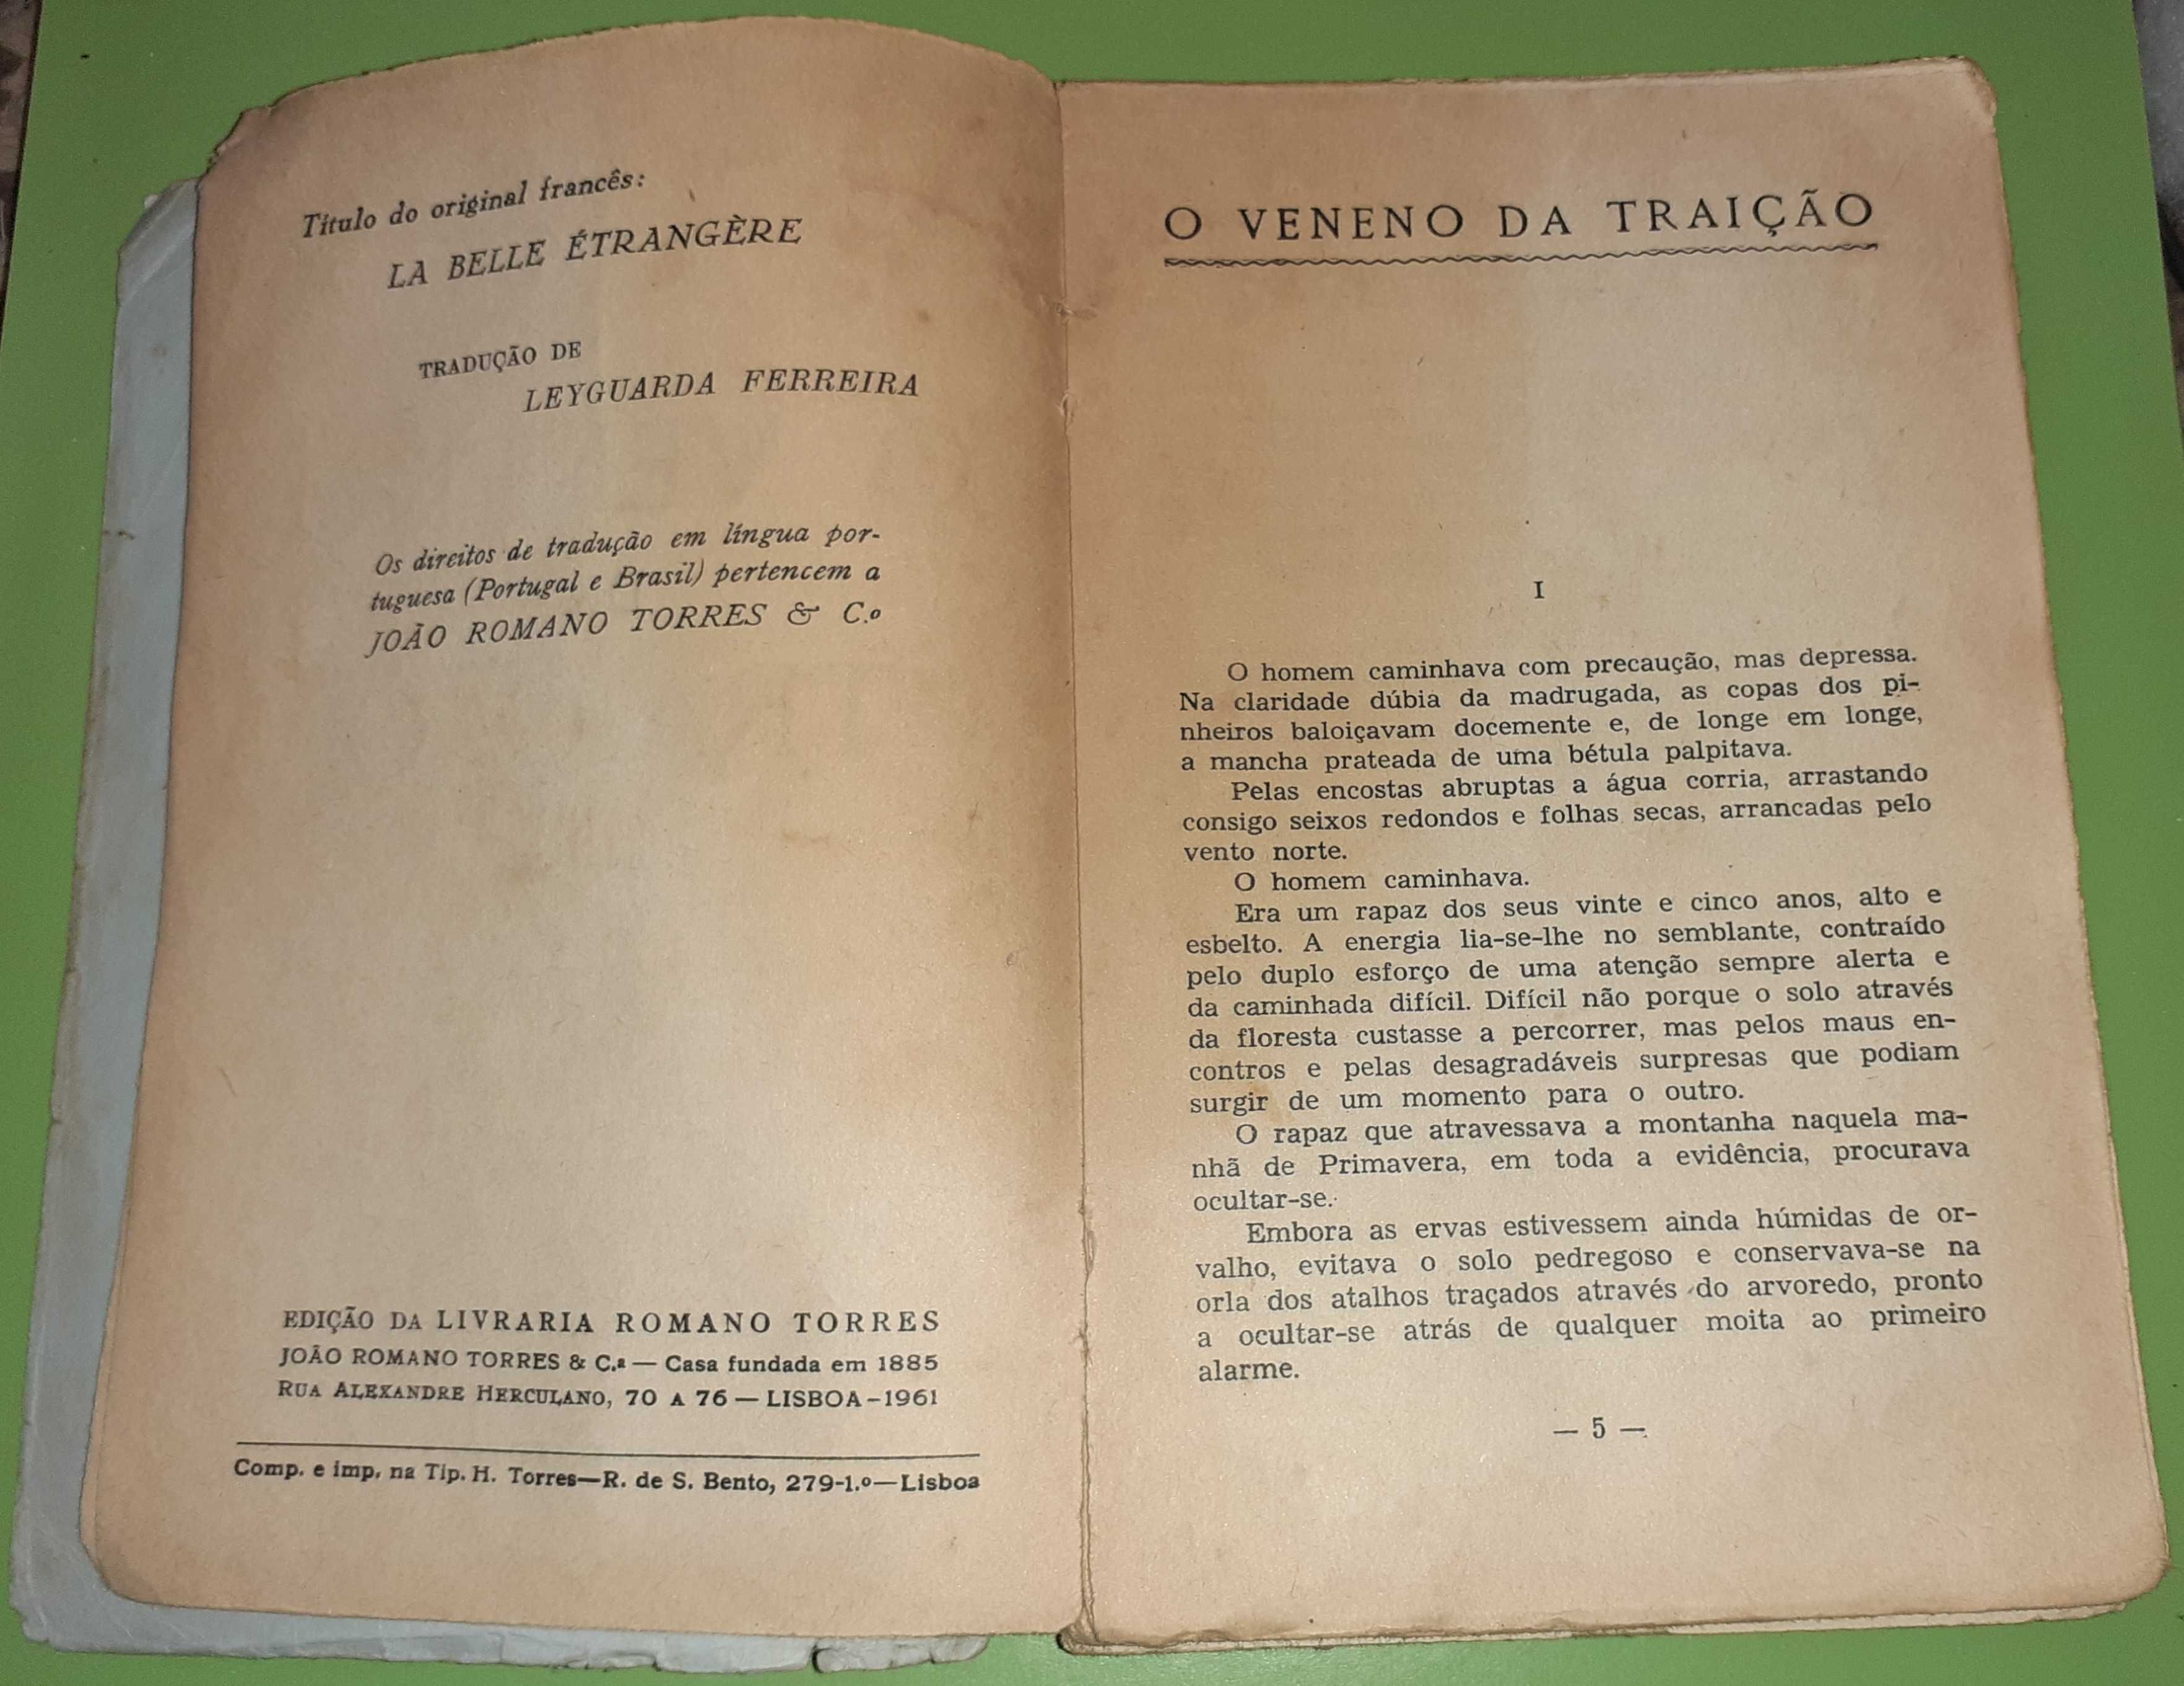 Título do original francês:
LA BELLE ÉTRANGÈRE
TRADUÇÃO DE
LEYGUARDA FERREIRA
Os direitos de tradução em língua por-
tuguesa (Portugal e Brasil) pertencem a
JOÃO ROMANO TORRES & C.º
EDIÇÃO DA LIVRARIA ROMANO TORRES
JOÃO ROMANO TORRES & C.ª — Casa fundada em 1885
RUA ALEXANDRE HERCULANO, 70 A 76 — LISBOA – 1961
Comp. e imp. na Tip. H. Torres—R. de S. Bento, 279-1.º—Lisboa
O VENENO DA TRAIÇÃO
I
O homem caminhava com precaução, mas depressa.
Na claridade dúbia da madrugada, as copas dos pi-
nheiros baloiçavam docemente e, de longe em longe,
a mancha prateada de uma bétula palpitava.
Pelas encostas abruptas a água corria, arrastando
consigo seixos redondos e folhas secas, arrancadas pelo
vento norte.
O homem caminhava.
Era um rapaz dos seus vinte e cinco anos, alto e
esbelto. A energia lia-se-lhe no semblante, contraído
pelo duplo esforço de uma atenção sempre alerta e
da caminhada difícil. Difícil não porque o solo através
da floresta custasse a percorrer, mas pelos maus en-
contros e pelas desagradáveis surpresas que podiam
surgir de um momento para o outro.
O rapaz que atravessava a montanha naquela ma-
nhã de Primavera, em toda a evidência, procurava
ocultar-se.
Embora as ervas estivessem ainda húmidas de or-
valho, evitava o solo pedregoso e conservava-se na
orla dos atalhos traçados através do arvoredo, pronto
a ocultar-se atrás de qualquer moita ao primeiro
alarme.
— 5 —